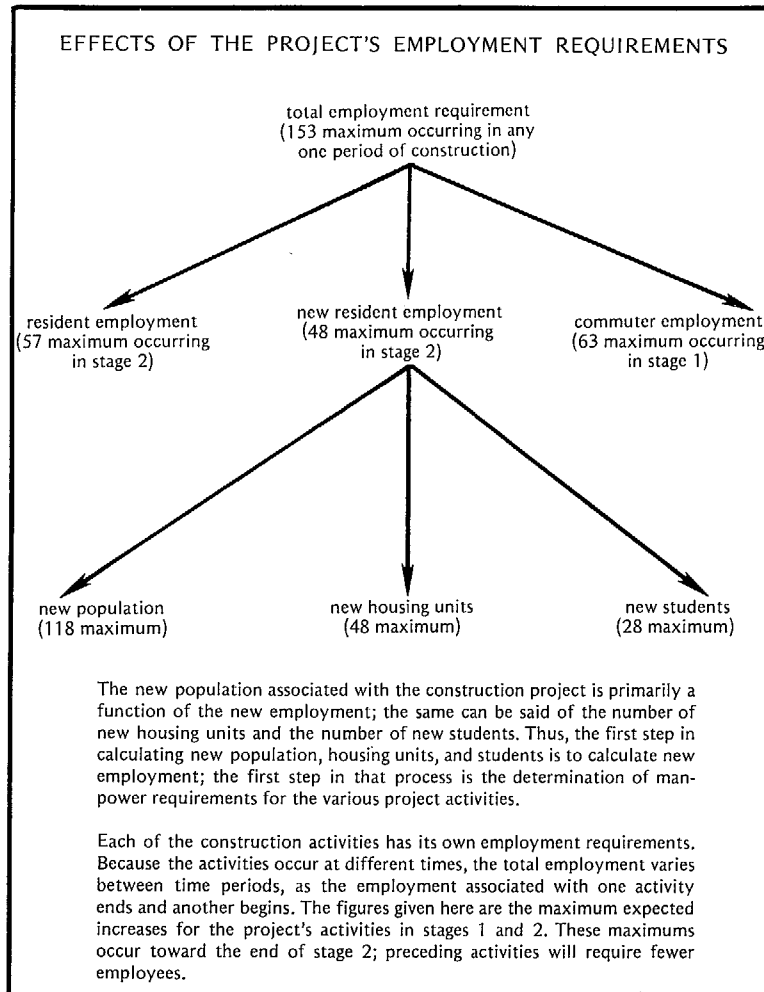 EFFECTS OF THE PROJECT'S EMPLOYMENT REQUIREMENTS
total employment requirement
(153 maximum occurring in any
one period of construction)
resident employment
(57 maximum occurring
in stage 2)
new resident employment
(48 maximum occurring
in stage 2)
commuter employment
(63 maximum occurring
in stage 1)
new population
(118 maximum)
new housing units
(48 maximum)
new students
(28 maximum)
The new population associated with the construction project is primarily a
function of the new employment; the same can be said of the number of
new housing units and the number of new students. Thus, the first step in
calculating new population, housing units, and students is to calculate new
employment; the first step in that process is the determination of man-
power requirements for the various project activities.
Each of the construction activities has its own employment requirements.
Because the activities occur at different times, the total employment varies
between time periods, as the employment associated with one activity
ends and another begins. The figures given here are the maximum expected
increases for the project's activities in stages 1 and 2. These maximums
occur toward the end of stage 2; preceding activities will require fewer
employees.